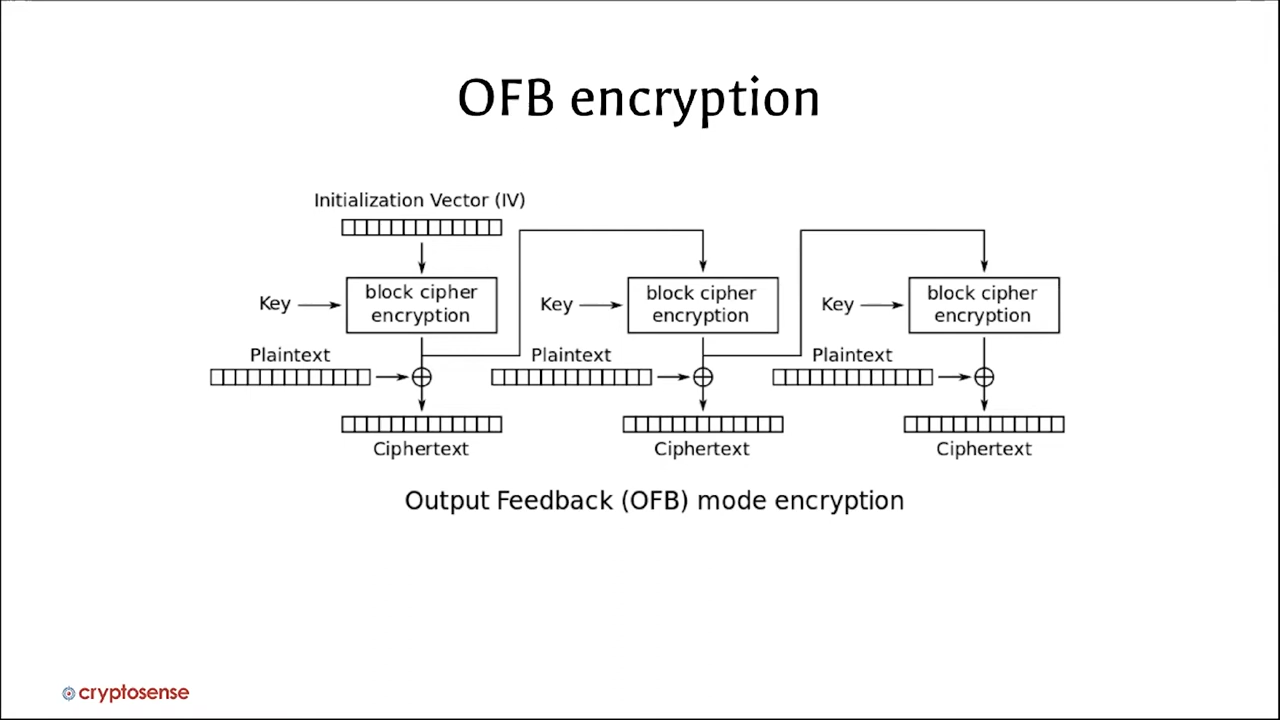 OFB encryption
Initialization Vector (IV)
Key
block cipher
encryption
Key
block cipher
encryption
Key
block cipher
encryption
Plaintext
Plaintext
Plaintext
Ciphertext
Ciphertext
Ciphertext
Output Feedback (OFB) mode encryption
cryptosense